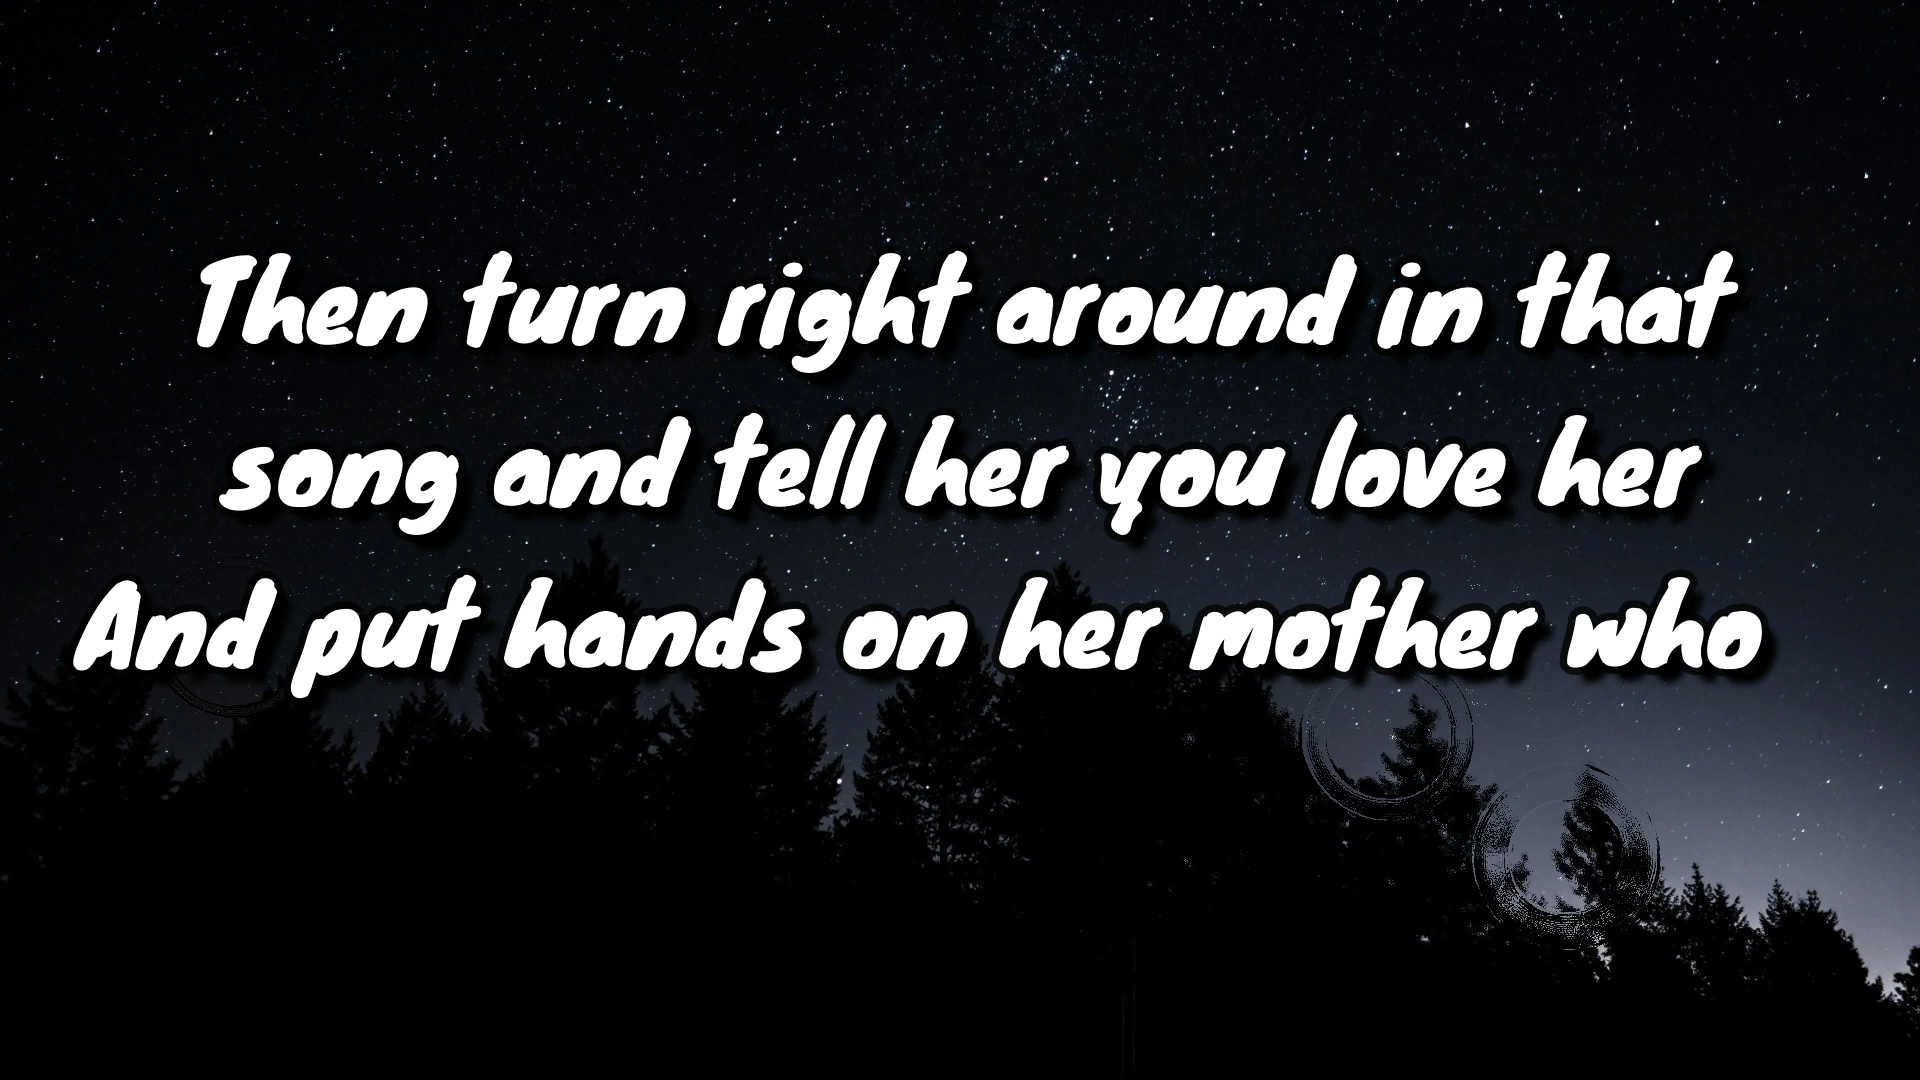 Then turn right around in that
song and tell her you love her
And put hands on her mother who